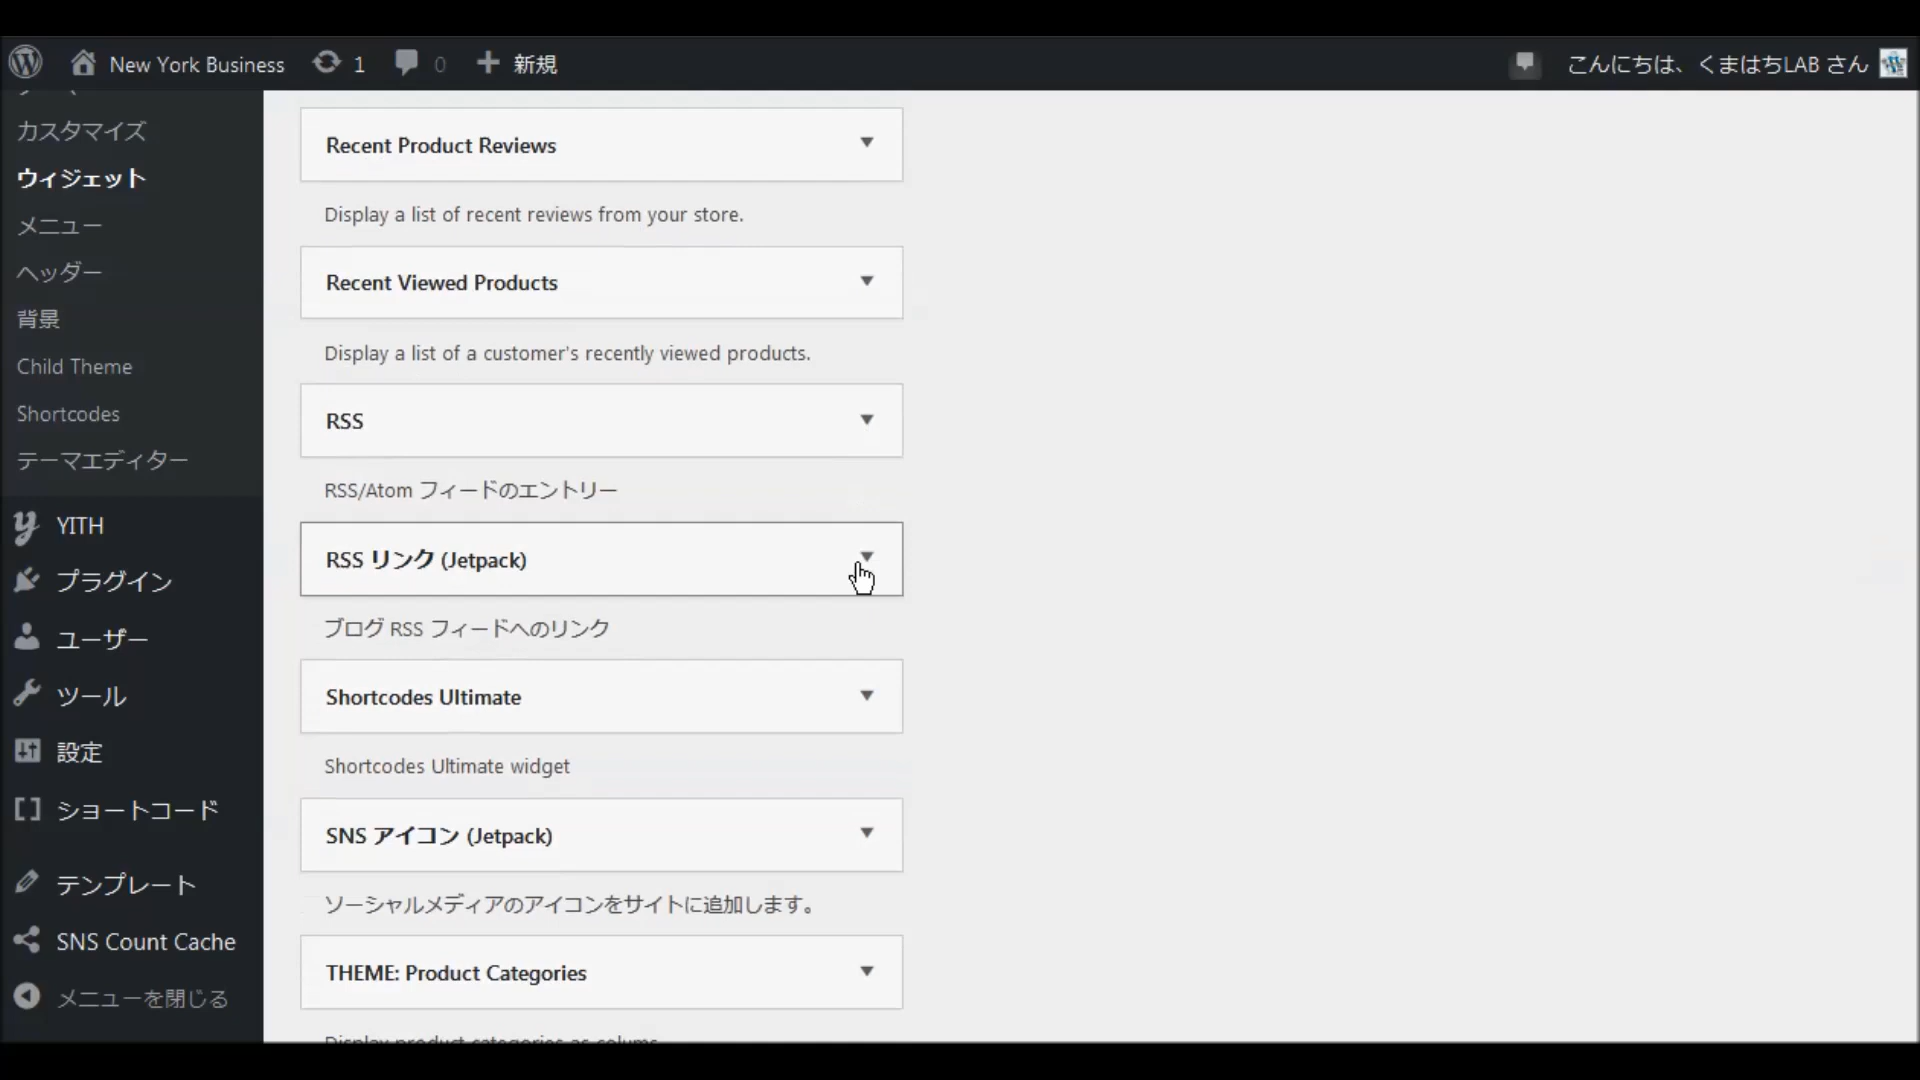 New York Business
1
0
新規
こんにちは、くまはちLAB さん
カスタマイズ
ウィジェット
メニュー
ヘッダー
背景
Child Theme
Shortcodes
テーマエディター
YITH
プラグイン
ユーザー
ツール
設定
ショートコード
テンプレート
SNS Count Cache
メニューを閉じる
Recent Product Reviews
Display a list of recent reviews from your store.
Recent Viewed Products
Display a list of a customer's recently viewed products.
RSS
RSS/Atom フィードのエントリー
RSS リンク (Jetpack)
ブログ RSS フィードへのリンク
Shortcodes Ultimate
Shortcodes Ultimate widget
SNS アイコン (Jetpack)
ソーシャルメディアのアイコンをサイトに追加します。
THEME: Product Categories
Display product categories as colums